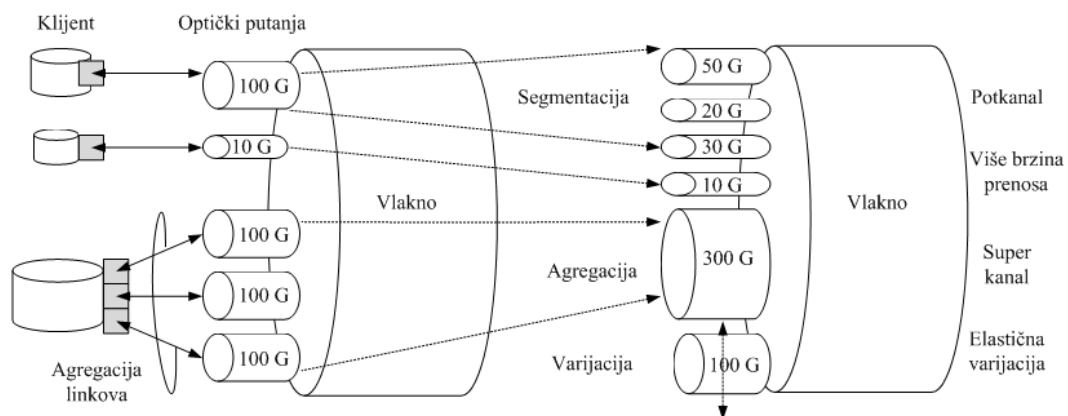 Klijent
Optički putanja
100 G
10 G
100 G
100 G
100 G
Vlakno
Agregacija
linkova
Segmentacija
Agregacija
Varijacija
50 G
20 G
30 G
10 G
300 G
100 G
Vlakno
Potkanal
Više brzina
prenosa
Super
kanal
Elastična
varijacija